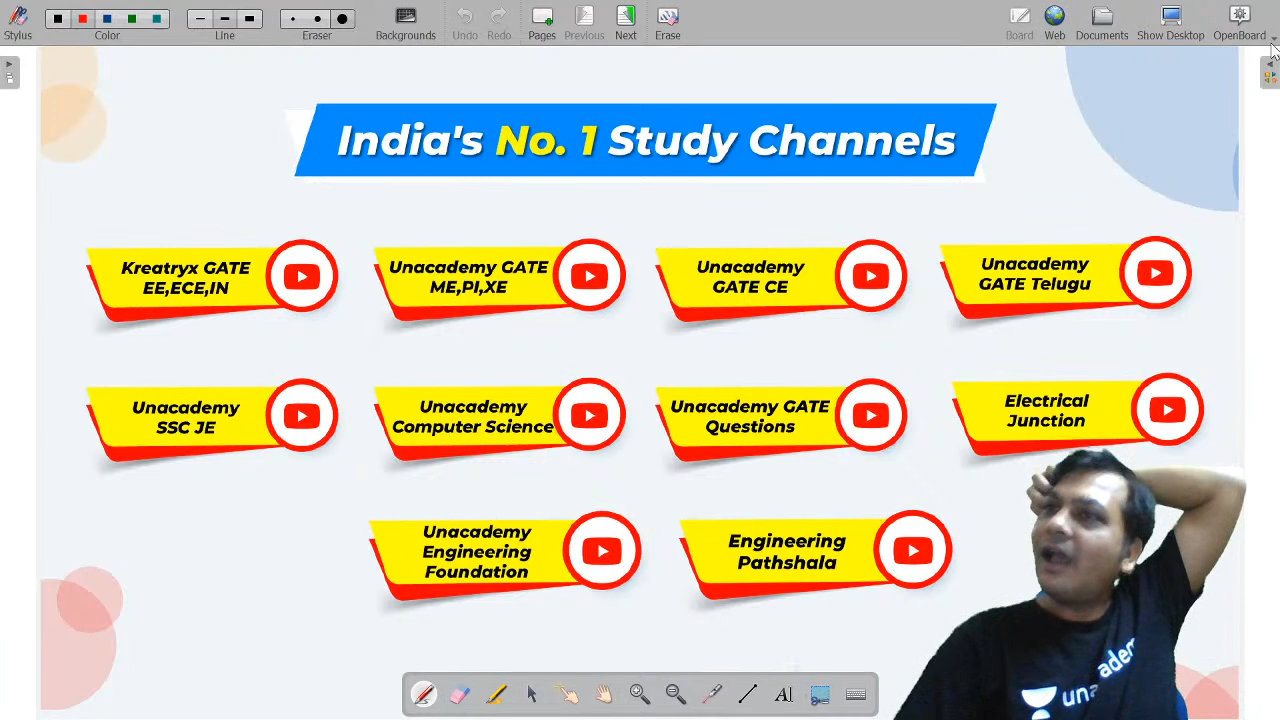 Stylus
Color
Line
Eraser
Backgrounds
Undo
Redo
Pages
Previous
Next
Erase
Board
Web
Documents
Show Desktop
OpenBoard
India's No. 1 Study Channels
Kreatryx GATE
EE,ECE,IN
Unacademy GATE
ME,PI,XE
Unacademy
GATE CE
Unacademy
GATE Telugu
Unacademy
SSC JE
Unacademy
Computer Science
Unacademy GATE
Questions
Electrical
Junction
Unacademy
Engineering
Foundation
Engineering
Pathshala
AI